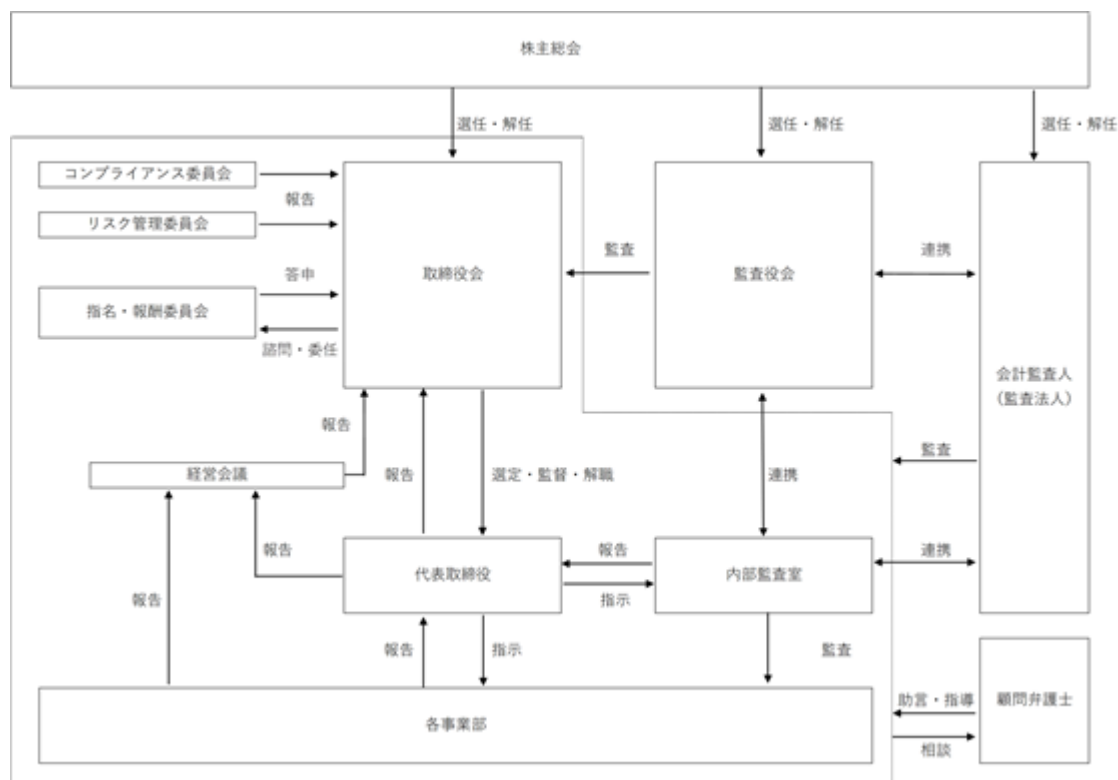 株主総会
選任・解任
選任・解任
選任・解任
コンプライアンス委員会
報告
リスク管理委員会
答申
指名・報酬委員会
諮問・委任
取締役会
監査
監査役会
連携
会計監査人
(監査法人)
報告
経営会議
報告
選定・監督・解職
連携
監査
報告
代表取締役
報告
指示
内部監査室
連携
報告
報告
指示
監査
各事業部
助言・指導
相談
顧問弁護士